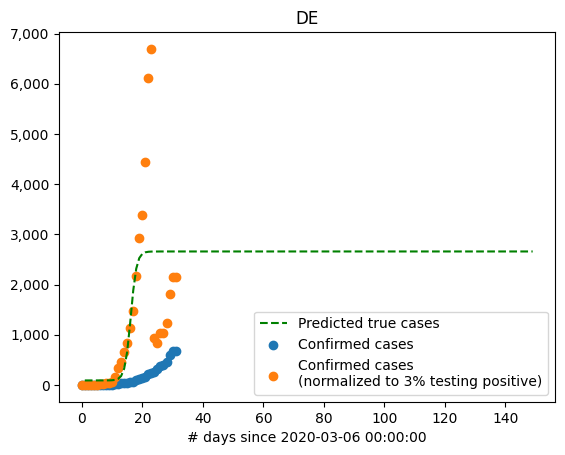 DE
7,000
6,000
5,000
4,000
3,000
2,000
1,000
0
0 20 40 60 80 100 120 140
# days since 2020-03-06 00:00:00
Predicted true cases
Confirmed cases
Confirmed cases
(normalized to 3% testing positive)